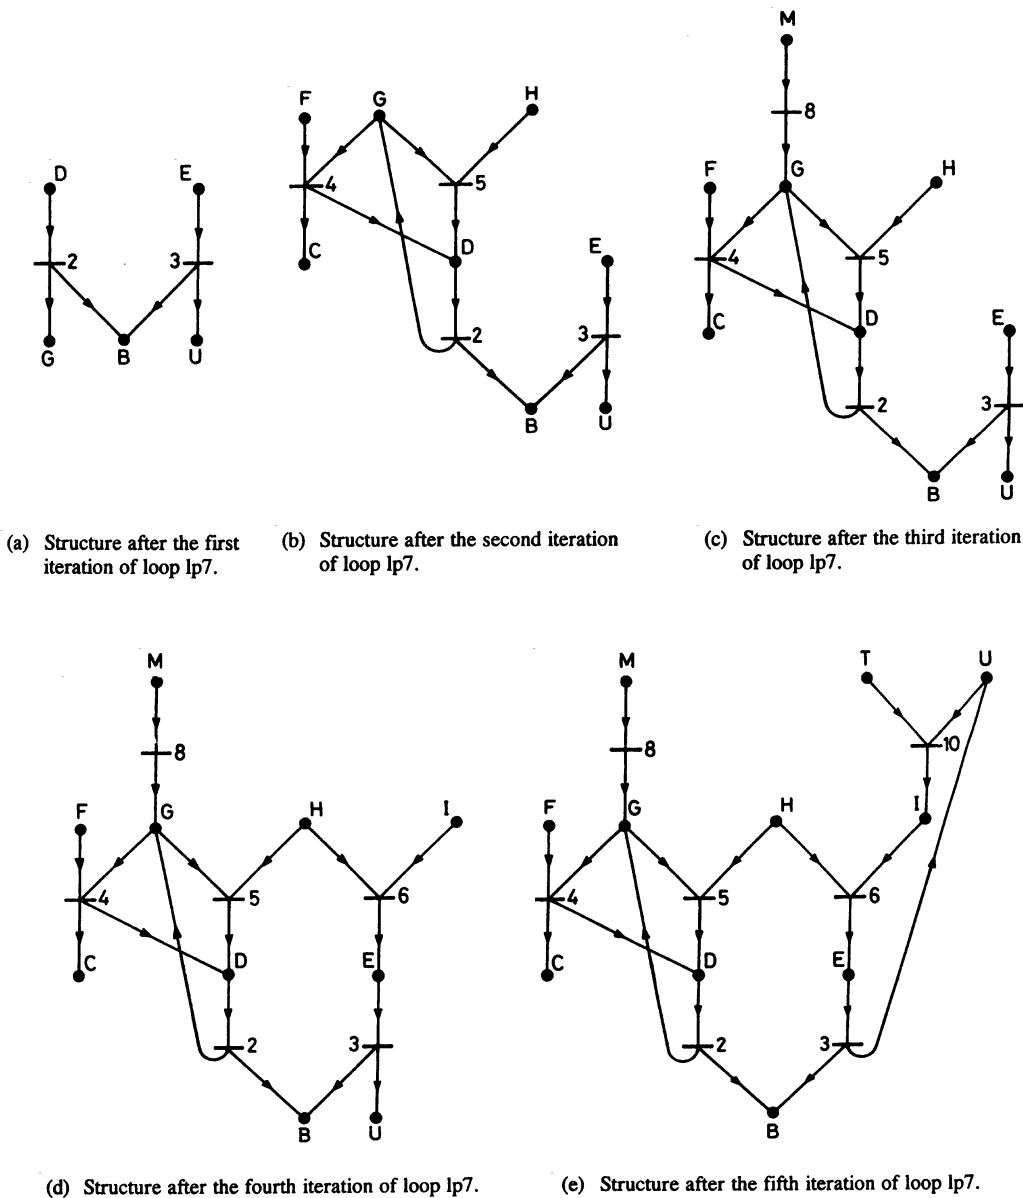 M
8
F G H
F G H
4 5
D E
C D E
4 5
C D E
2 3
2 3
2 3
G B U
B U
B U
(a) Structure after the first
iteration of loop lp7.
(b) Structure after the second iteration
of loop lp7.
(c) Structure after the third iteration
of loop lp7.
M
8
F G H I
4 5 6
C D E
2 3
B U
M T U
8 10
F G H I
4 5 6
C D E
2 3
B
(d) Structure after the fourth iteration of loop lp7.
(e) Structure after the fifth iteration of loop lp7.